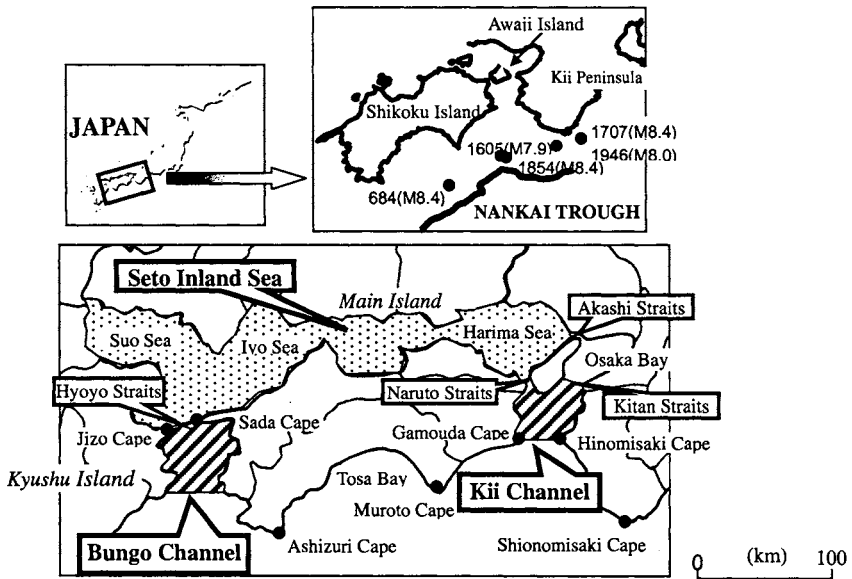 Awaji Island
Kii Peninsula
JAPAN
Shikoku Island
1707(M8.4)
1605(M7.9)
1946(M8.0)
1854(M8.4)
684(M8.4)
NANKAI TROUGH
Seto Inland Sea
Main Island
Akashi Straits
Suo Sea
Iyo Sea
Harima Sea
Osaka Bay
Hyoyo Straits
Naruto Straits
Kitan Straits
Sada Cape
Jizo Cape
Gamouda Cape
Hinomisaki Cape
Kyushu Island
Tosa Bay
Kii Channel
Muroto Cape
Bungo Channel
Ashizuri Cape
Shionomisaki Cape
0 (km) 100